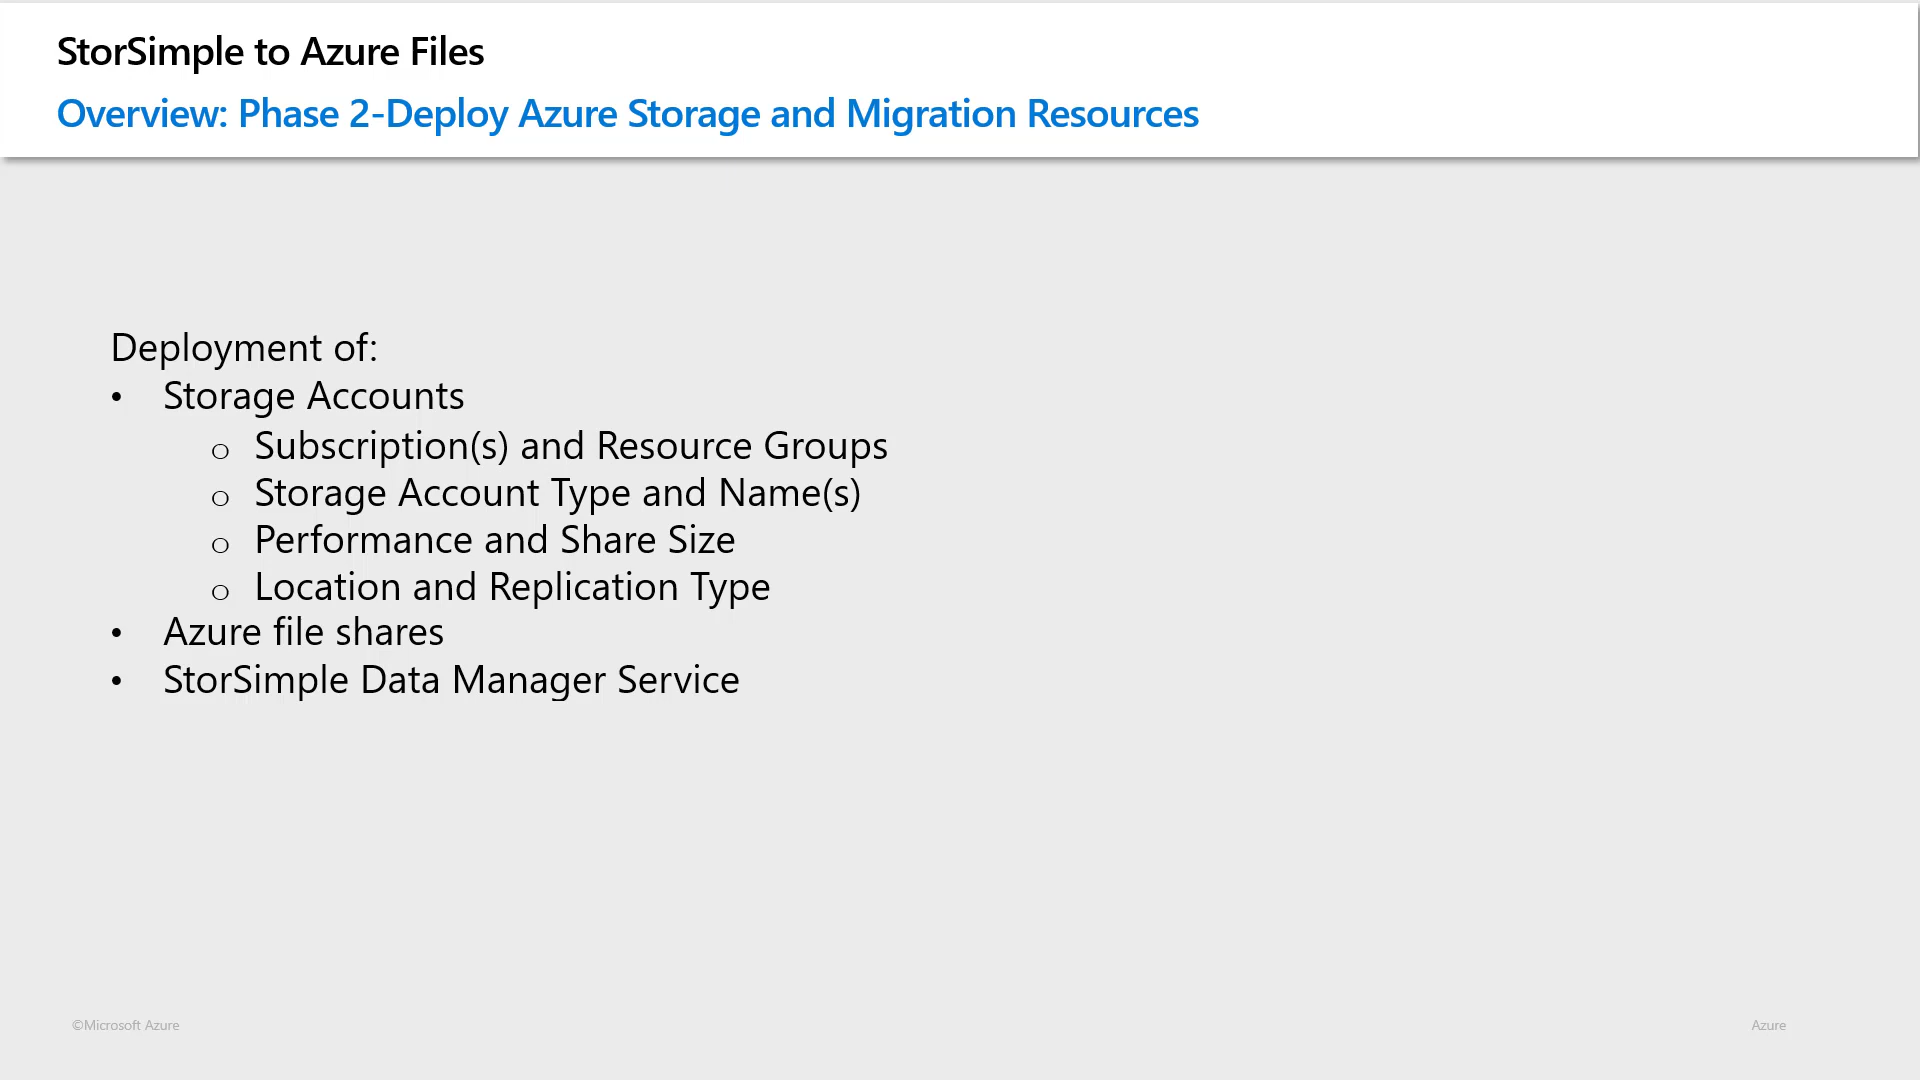 StorSimple to Azure Files
Overview: Phase 2-Deploy Azure Storage and Migration Resources
Deployment of:
• Storage Accounts
o Subscription(s) and Resource Groups
o Storage Account Type and Name(s)
o Performance and Share Size
o Location and Replication Type
• Azure file shares
• StorSimple Data Manager Service
©Microsoft Azure
Azure